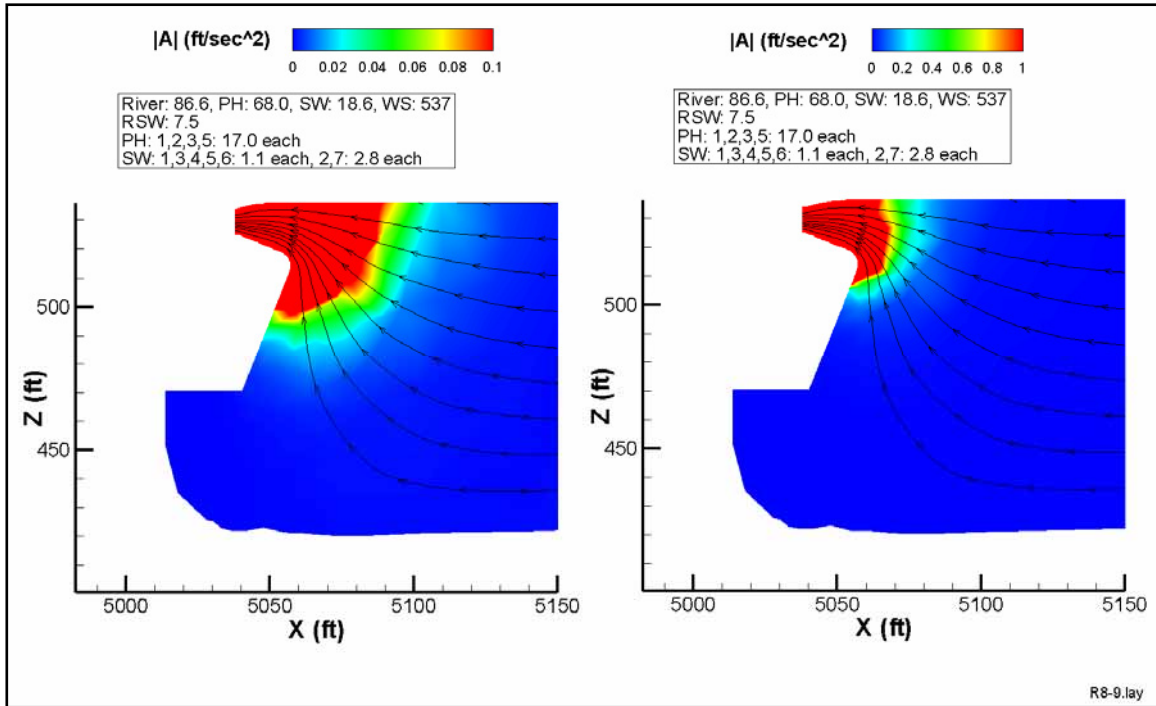 |A| (ft/sec^2)
0 0.02 0.04 0.06 0.08 0.1
River: 86.6, PH: 68.0, SW: 18.6, WS: 537
RSW: 7.5
PH: 1,2,3,5: 17.0 each
SW: 1,3,4,5,6: 1.1 each, 2,7: 2.8 each
500
450
Z (ft)
5000 5050 5100 5150
X (ft)
|A| (ft/sec^2)
0 0.2 0.4 0.6 0.8 1
River: 86.6, PH: 68.0, SW: 18.6, WS: 537
RSW: 7.5
PH: 1,2,3,5: 17.0 each
SW: 1,3,4,5,6: 1.1 each, 2,7: 2.8 each
500
450
Z (ft)
5000 5050 5100 5150
X (ft)
R8-9.lay